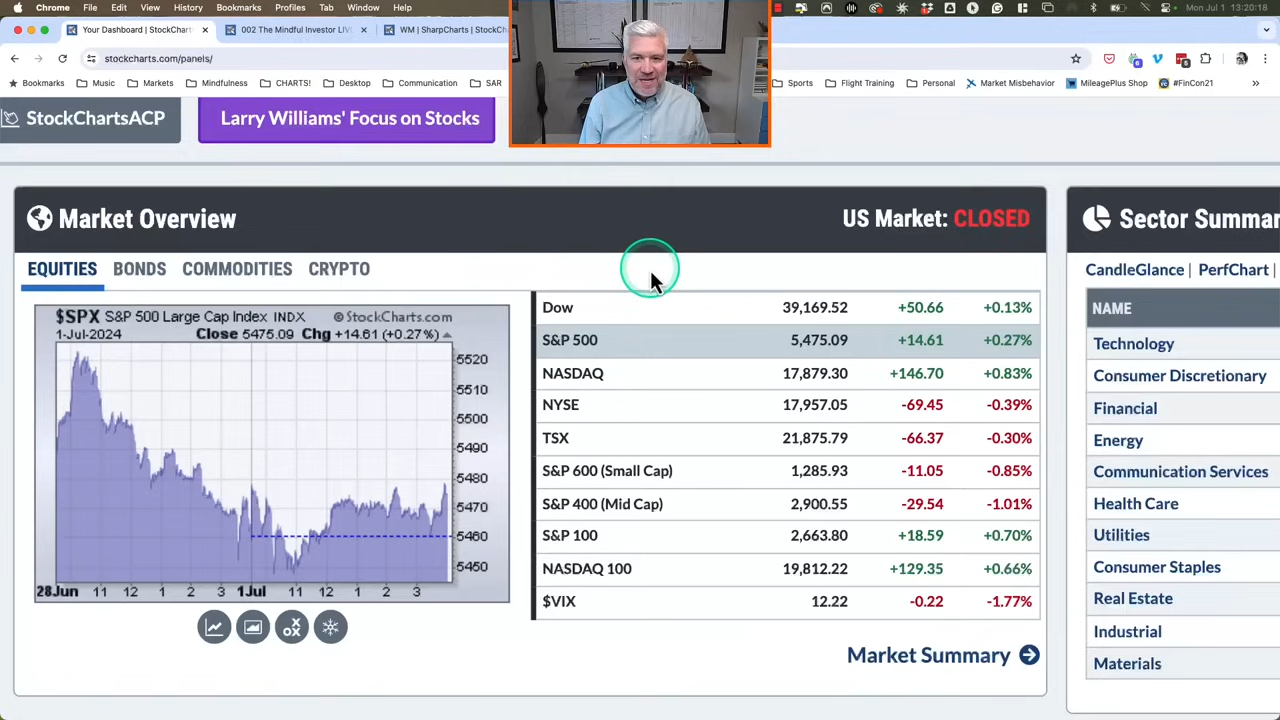 Chrome File Edit View History Bookmarks Profiles Tab Window Help Mon Jul 1 13:20:18
Your Dashboard | StockChart × 002 The Mindful Investor LIV × WM | SharpCharts | StockCh
stockcharts.com/panels/
Bookmarks Music Markets Mindfulness CHARTS! Desktop Communication SAR Sports Flight Training Personal Market Misbehavior MileagePlus Shop #FinCon21 »
StockChartsACP Larry Williams' Focus on Stocks
Market Overview US Market: CLOSED Sector Summar
EQUITIES BONDS COMMODITIES CRYPTO CandleGlance | PerfChart |
$SPX S&P 500 Large Cap Index INDX © StockCharts.com
1-Jul-2024 Close 5475.09 Chg +14.61 (+0.27%)
5520
5510
5500
5490
5480
5470
5460
5450
28Jun 11 12 1 2 3 1Jul 11 12 1 2 3
Dow 39,169.52 +50.66 +0.13%
S&P 500 5,475.09 +14.61 +0.27%
NASDAQ 17,879.30 +146.70 +0.83%
NYSE 17,957.05 -69.45 -0.39%
TSX 21,875.79 -66.37 -0.30%
S&P 600 (Small Cap) 1,285.93 -11.05 -0.85%
S&P 400 (Mid Cap) 2,900.55 -29.54 -1.01%
S&P 100 2,663.80 +18.59 +0.70%
NASDAQ 100 19,812.22 +129.35 +0.66%
$VIX 12.22 -0.22 -1.77%
Market Summary
NAME
Technology
Consumer Discretionary
Financial
Energy
Communication Services
Health Care
Utilities
Consumer Staples
Real Estate
Industrial
Materials